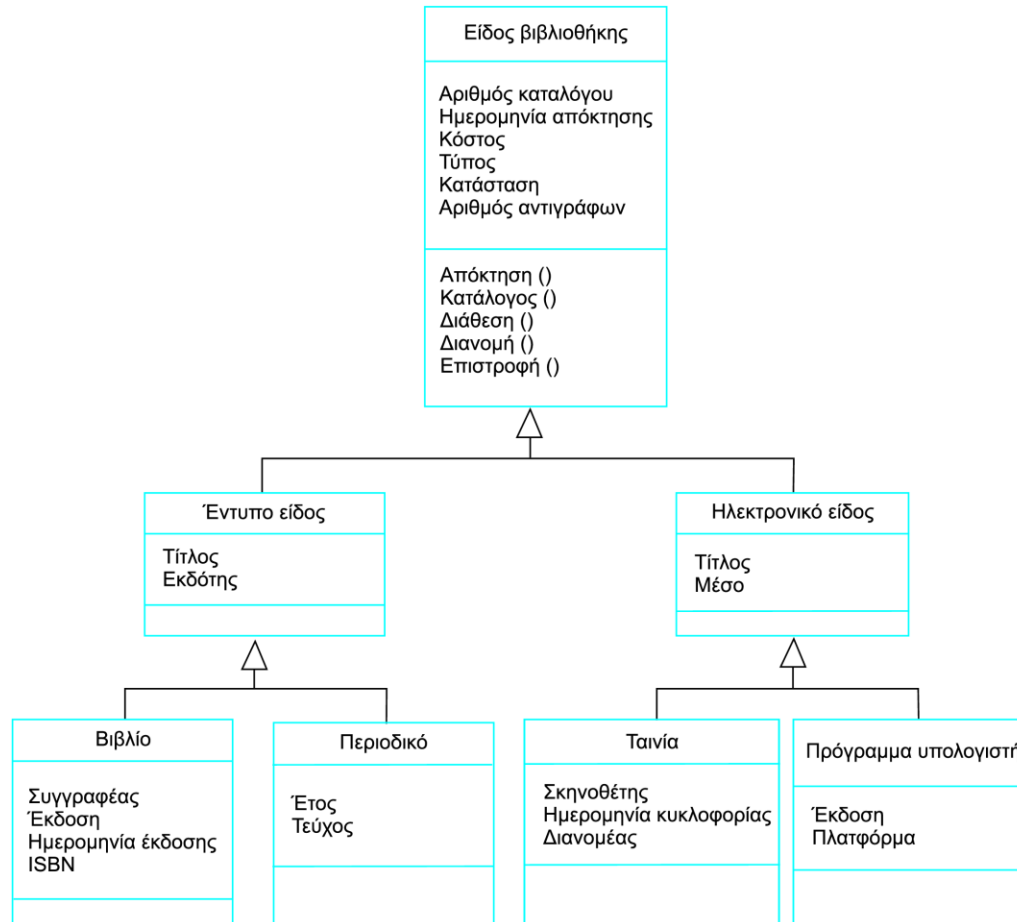 Είδος βιβλιοθήκης
Αριθμός καταλόγου
Ημερομηνία απόκτησης
Κόστος
Τύπος
Κατάσταση
Αριθμός αντιγράφων
Απόκτηση ()
Κατάλογος ()
Διάθεση ()
Διανομή ()
Επιστροφή ()
Έντυπο είδος
Τίτλος
Εκδότης
Ηλεκτρονικό είδος
Τίτλος
Μέσο
Βιβλίο
Συγγραφέας
Έκδοση
Ημερομηνία έκδοσης
ISBN
Περιοδικό
Έτος
Τεύχος
Ταινία
Σκηνοθέτης
Ημερομηνία κυκλοφορίας
Διανομέας
Πρόγραμμα υπολογιστή
Έκδοση
Πλατφόρμα